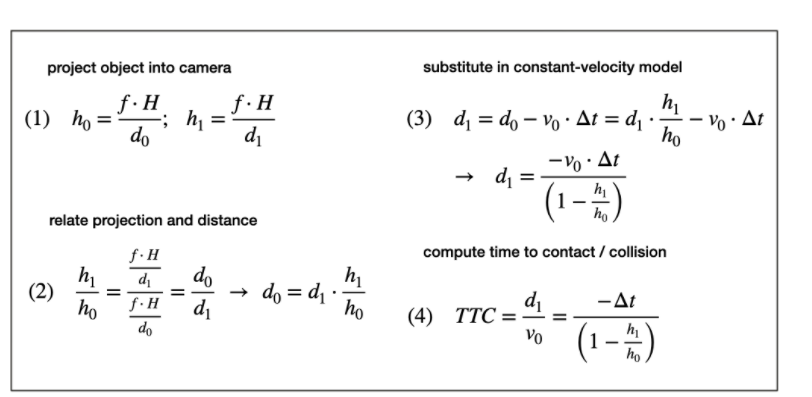 project object into camera
(1) h₀ = f · H / d₀ ; h₁ = f · H / d₁
relate projection and distance
(2) h₁ / h₀ = (f · H / d₁) / (f · H / d₀) = d₀ / d₁ → d₀ = d₁ · h₁ / h₀
substitute in constant-velocity model
(3) d₁ = d₀ − v₀ · Δt = d₁ · h₁ / h₀ − v₀ · Δt
→ d₁ = −v₀ · Δt / (1 − h₁ / h₀)
compute time to contact / collision
(4) TTC = d₁ / v₀ = −Δt / (1 − h₁ / h₀)